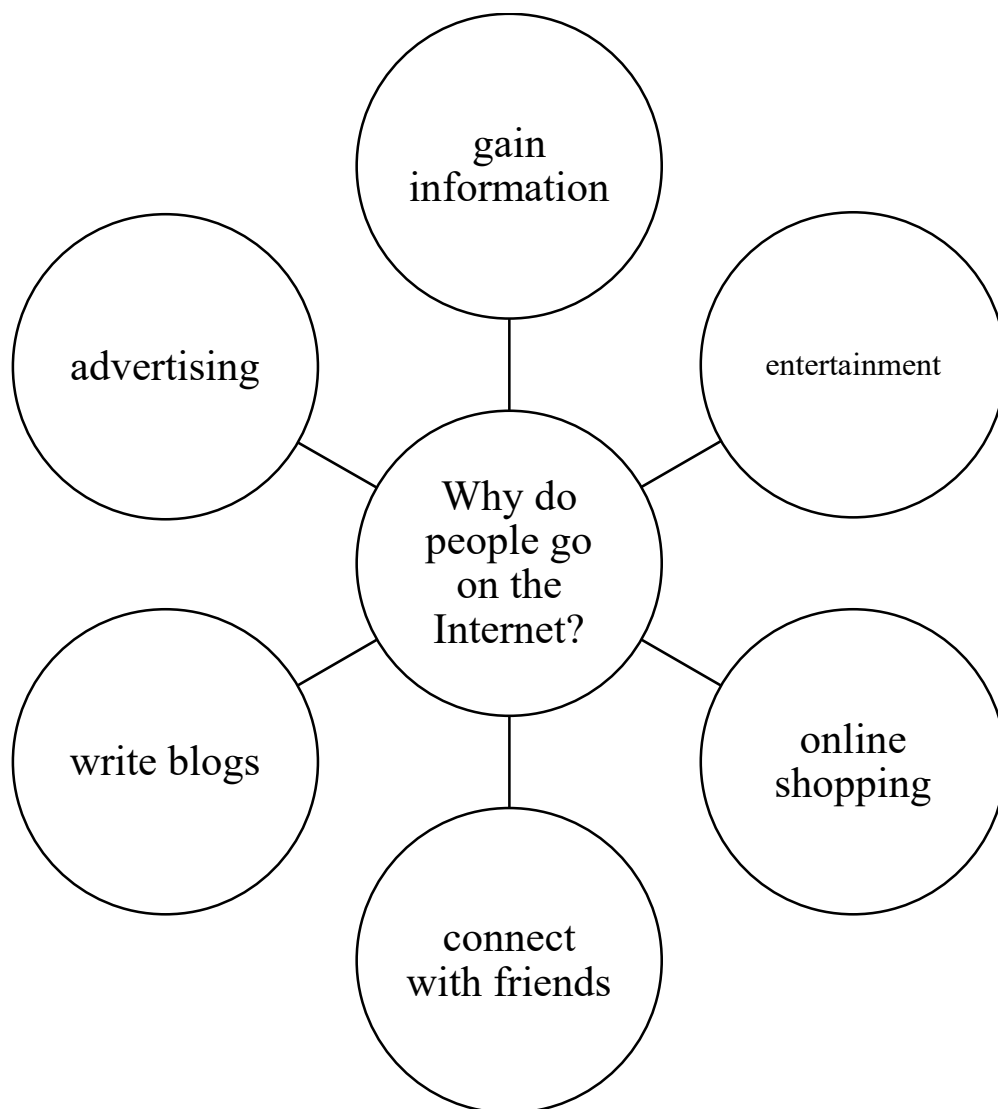 gain
information
advertising
entertainment
Why do
people go
on the
Internet?
write blogs
online
shopping
connect
with friends